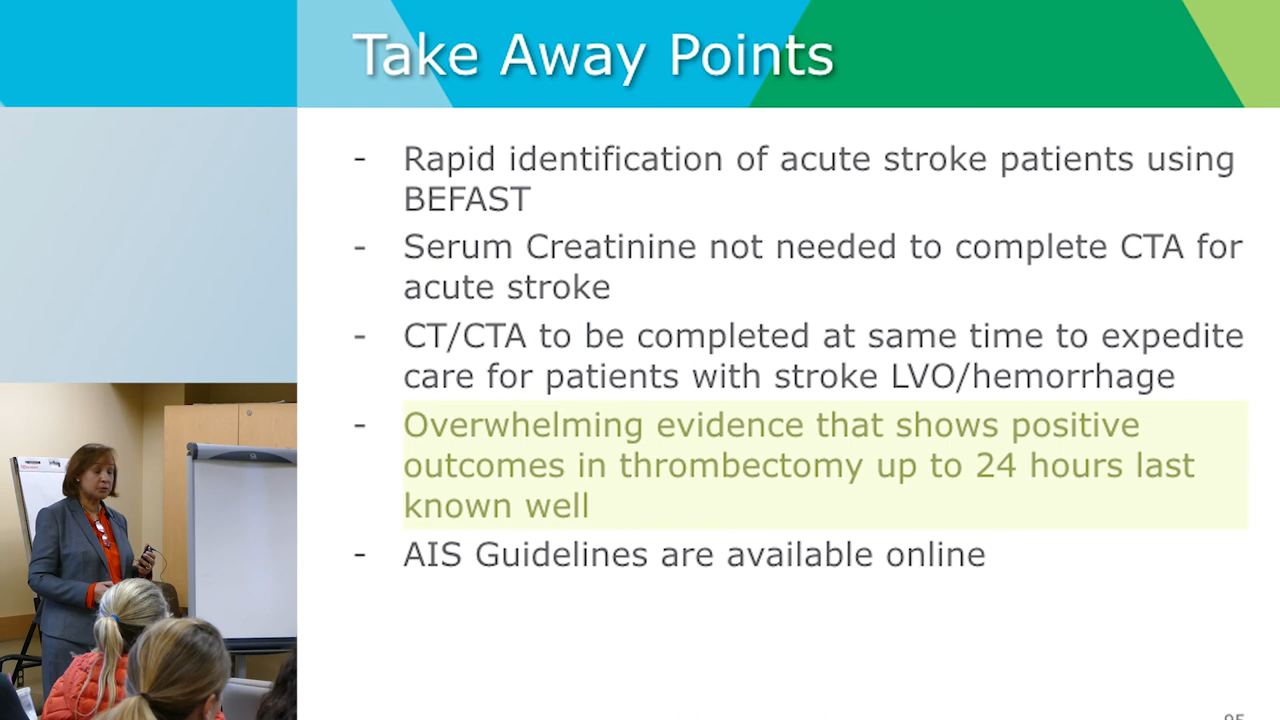 Take Away Points
- Rapid identification of acute stroke patients using
BEFAST
- Serum Creatinine not needed to complete CTA for
acute stroke
- CT/CTA to be completed at same time to expedite
care for patients with stroke LVO/hemorrhage
- Overwhelming evidence that shows positive
outcomes in thrombectomy up to 24 hours last
known well
- AIS Guidelines are available online